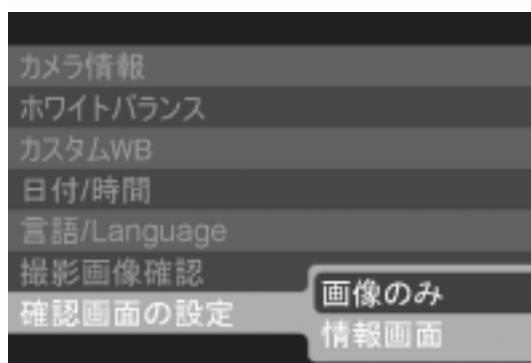 カメラ情報
ホワイトバランス
カスタムWB
日付/時間
言語/Language
撮影画像確認
確認画面の設定
画像のみ
情報画面